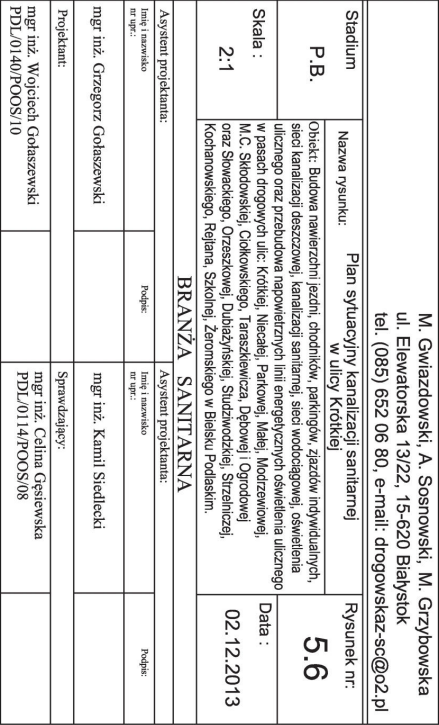 M. Gwiazdowski, A. Sosnowski, M. Grzybowska
ul. Elewatorska 13/22, 15-620 Białystok
tel. (085) 652 06 80, e-mail: drogowskaz-sc@o2.pl
Stadium
P.B.
Nazwa rysunku:
Plan sytuacyjny kanalizacji sanitarnej
w ulicy Krótkiej
Rysunek nr:
5.6
Skala :
2:1
Obiekt: Budowa nawierzchni jezdni, chodników, parkingów, zjazdów indywidualnych,
sieci kanalizacji deszczowej, kanalizacji sanitarnej, sieci wodociągowej, oświetlenia
ulicznego oraz przebudowa napowietrznych linii energetycznych oświetlenia ulicznego
w pasach drogowych ulic: Krótkiej, Niecałej, Parkowej, Małej, Modrzewiowej,
M.C. Skłodowskiej, Ciołkowskiego, Taraszkiewicza, Dębowej i Ogrodowej
oraz Słowackiego, Orzeszkowej, Dubiażyńskiej, Studziwodzkiej, Strzelniczej,
Kochanowskiego, Rejtana, Szkolnej, Żeromskiego w Bielsku Podlaskim.
Data :
02.12.2013
BRANŻA SANITARNA
Asystent projektanta:
Imię i nazwisko
nr upr.:
Podpis:
Asystent projektanta:
Imię i nazwisko
nr upr.:
Podpis:
mgr inż. Grzegorz Gołaszewski
mgr inż. Kamil Siedlecki
Projektant:
Sprawdzający:
mgr inż. Wojciech Gołaszewski
PDL/0140/POOS/10
mgr inż. Celina Gęsiewska
PDL/0114/POOS/08